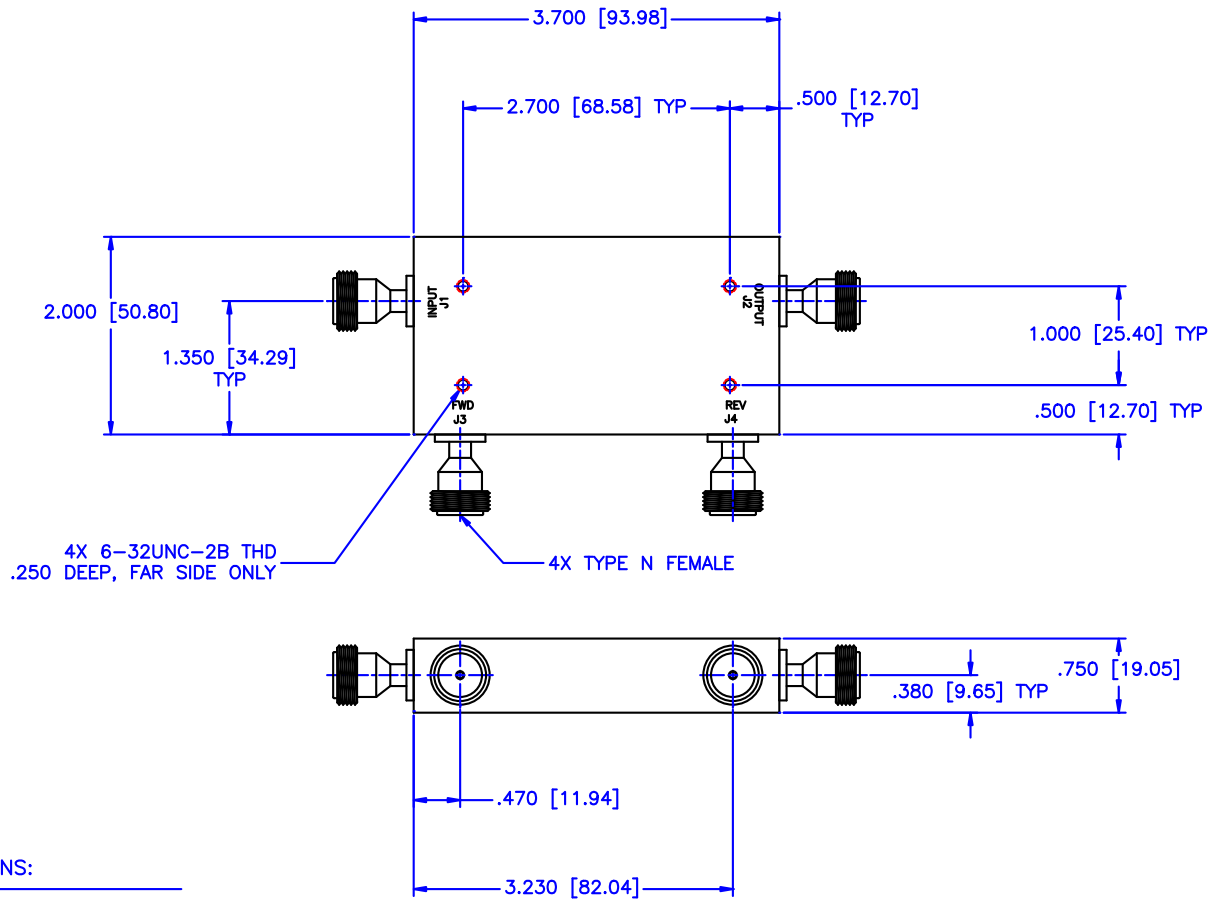 3.700 [93.98]
2.700 [68.58] TYP
.500 [12.70]
TYP
2.000 [50.80]
1.350 [34.29]
TYP
INPUT
J1
OUTPUT
J2
1.000 [25.40] TYP
.500 [12.70] TYP
FWD
J3
REV
J4
4X 6-32UNC-2B THD
.250 DEEP, FAR SIDE ONLY
4X TYPE N FEMALE
.750 [19.05]
.380 [9.65] TYP
.470 [11.94]
NS:
3.230 [82.04]